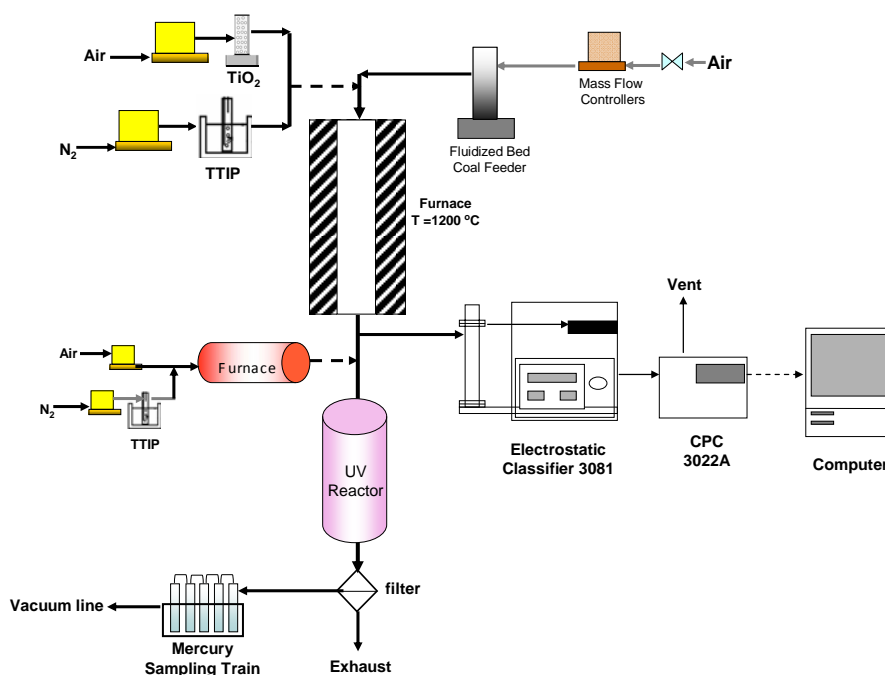 Air
TiO2
N2
TTIP
Air
Mass Flow
Controllers
Fluidized Bed
Coal Feeder
Furnace
T =1200 °C
Air
Furnace
N2
TTIP
Vent
Electrostatic
Classifier 3081
CPC
3022A
Computer
UV
Reactor
filter
Vacuum line
Mercury
Sampling Train
Exhaust